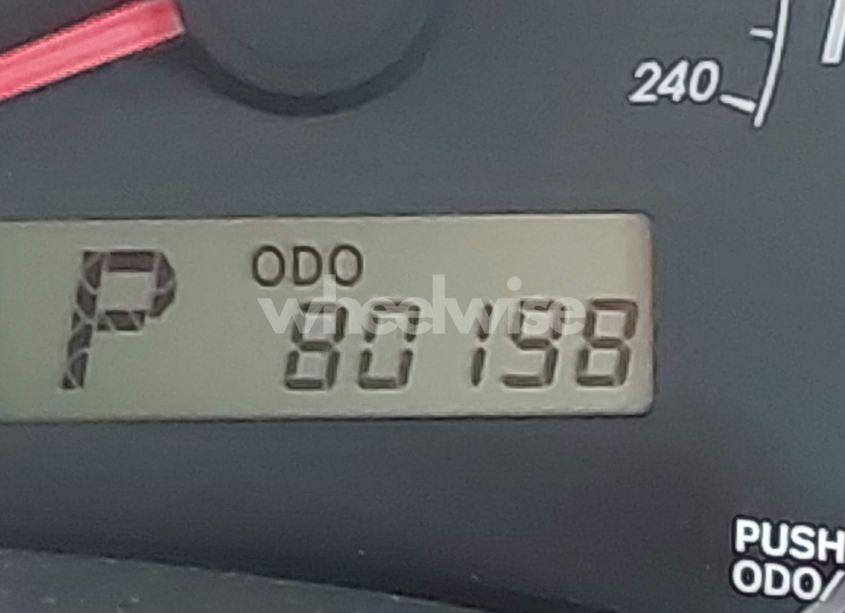 240
P
ODO
wheelwise
80198
PUSH
ODO/